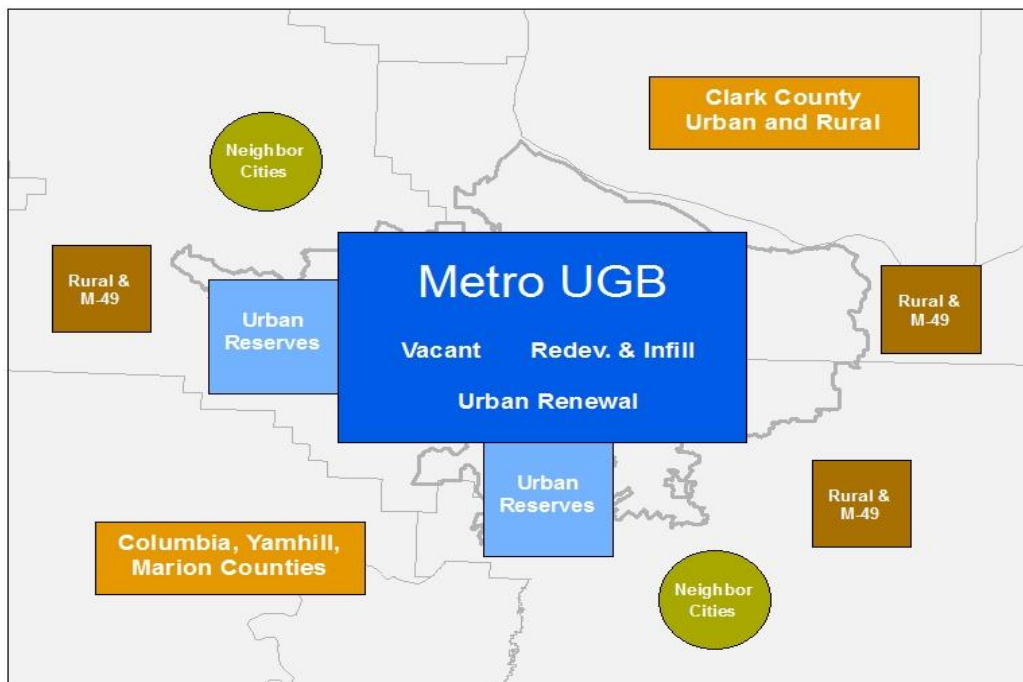 Clark County
Urban and Rural
Neighbor
Cities
Metro UGB
Vacant
Redev. & Infill
Urban Renewal
Rural &
M-49
Urban
Reserves
Rural &
M-49
Urban
Reserves
Rural &
M-49
Columbia, Yamhill,
Marion Counties
Neighbor
Cities